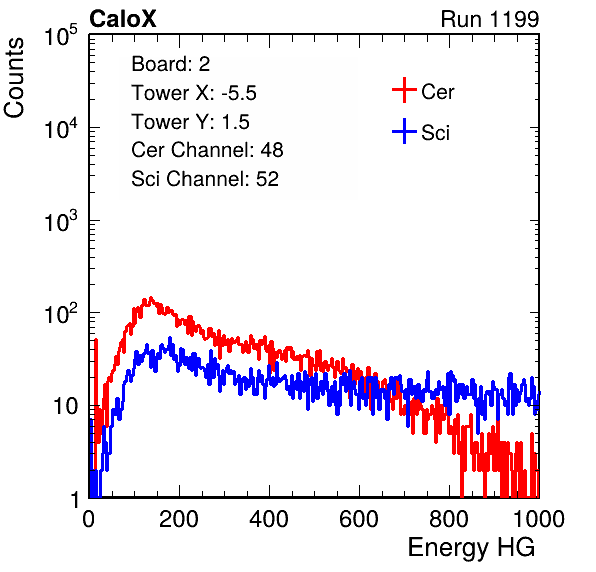 CaloX Run 1199
Counts
10^5
10^4
10^3
10^2
10
1
Board: 2
Tower X: -5.5
Tower Y: 1.5
Cer Channel: 48
Sci Channel: 52
Cer
Sci
0 200 400 600 800 1000
Energy HG